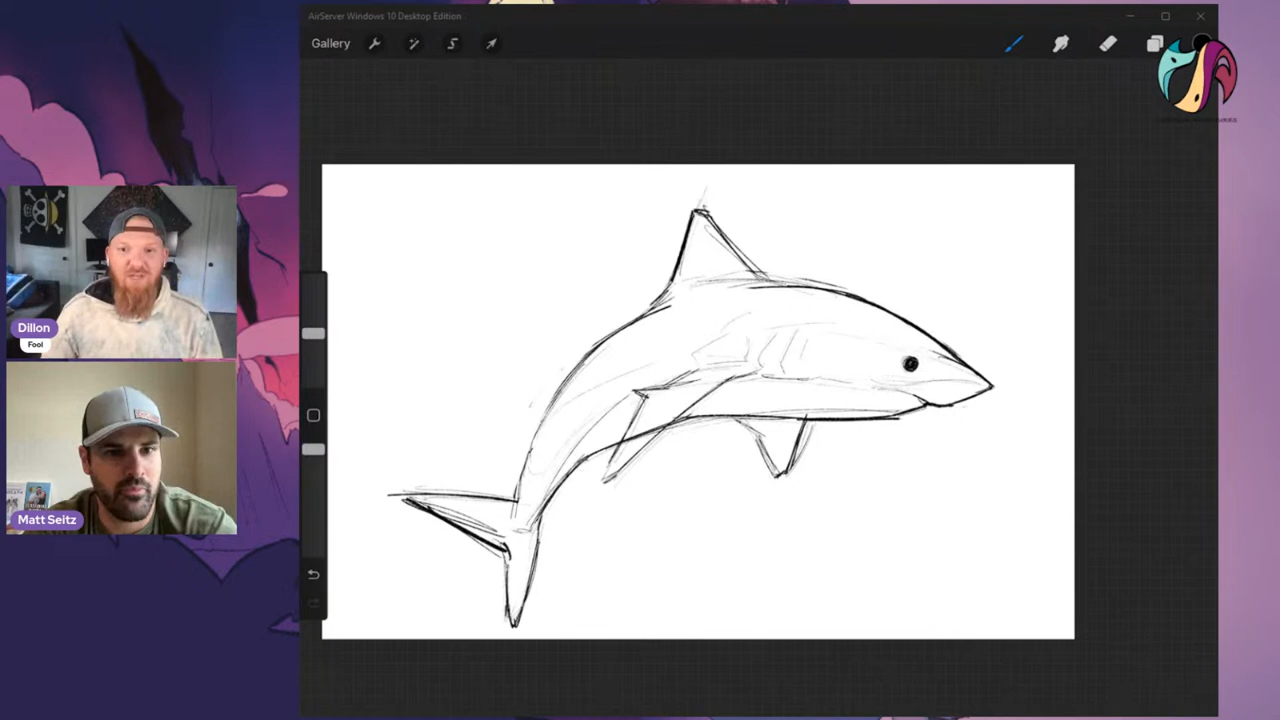 AirServer Windows 10 Desktop Edition
Gallery
Dillon
Fool
Matt Seitz